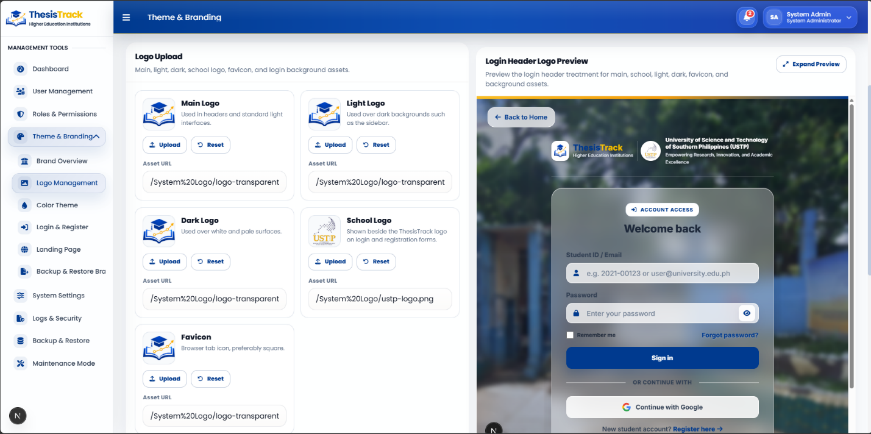 ThesisTrack
Higher Education Institutions
MANAGEMENT TOOLS
Dashboard
User Management
Roles & Permissions
Theme & Branding
Brand Overview
Logo Management
Color Theme
Login & Register
Landing Page
Backup & Restore Bra
System Settings
Logs & Security
Backup & Restore
Maintenance Mode
N
Theme & Branding
SA
System Admin
System Administrator
Logo Upload
Main, light, dark, school logo, favicon, and login background assets.
Main Logo
Used in headers and standard light
interfaces.
Upload
Reset
Asset URL
/System%20Logo/logo-transparent
Light Logo
Used over dark backgrounds such
as the sidebar.
Upload
Reset
Asset URL
/System%20Logo/logo-transparent
Dark Logo
Used over white and pale surfaces.
Upload
Reset
Asset URL
/System%20Logo/logo-transparent
School Logo
Shown beside the ThesisTrack logo
on login and registration forms.
USTP
Upload
Reset
Asset URL
/System%20Logo/ustp-logo.png
Favicon
Browser tab icon, preferably square.
Upload
Reset
Asset URL
/System%20Logo/logo-transparent
Login Header Logo Preview
Preview the login header treatment for main, school, light, dark, favicon, and
background assets.
Expand Preview
Back to Home
ThesisTrack
Higher Education Institutions
University of Science and Technology
of Southern Philippines (USTP)
Empowering Research, Innovation, and Academic
Excellence
ACCOUNT ACCESS
Welcome back
Student ID / Email
e.g. 2021-00123 or user@university.edu.ph
Password
Enter your password
Remember me
Forgot password?
Sign in
OR CONTINUE WITH
Continue with Google
New student account? Register here →
N